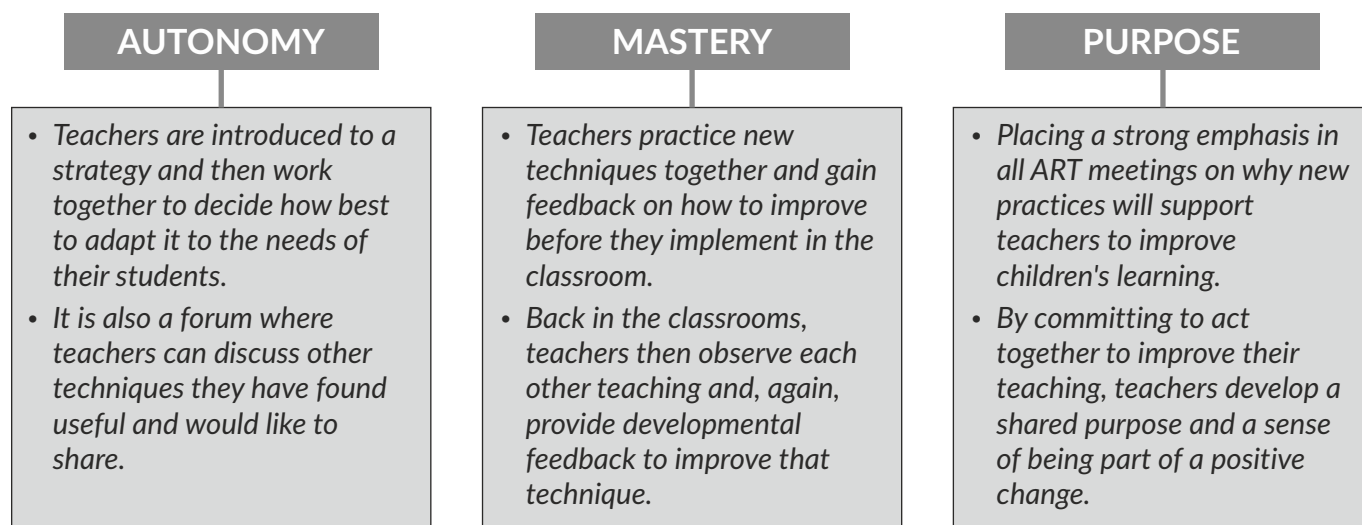 AUTONOMY
• Teachers are introduced to a
strategy and then work
together to decide how best
to adapt it to the needs of
their students.
• It is also a forum where
teachers can discuss other
techniques they have found
useful and would like to
share.
MASTERY
• Teachers practice new
techniques together and gain
feedback on how to improve
before they implement in the
classroom.
• Back in the classrooms,
teachers then observe each
other teaching and, again,
provide developmental
feedback to improve that
technique.
PURPOSE
• Placing a strong emphasis in
all ART meetings on why new
practices will support
teachers to improve
children's learning.
• By committing to act
together to improve their
teaching, teachers develop a
shared purpose and a sense
of being part of a positive
change.